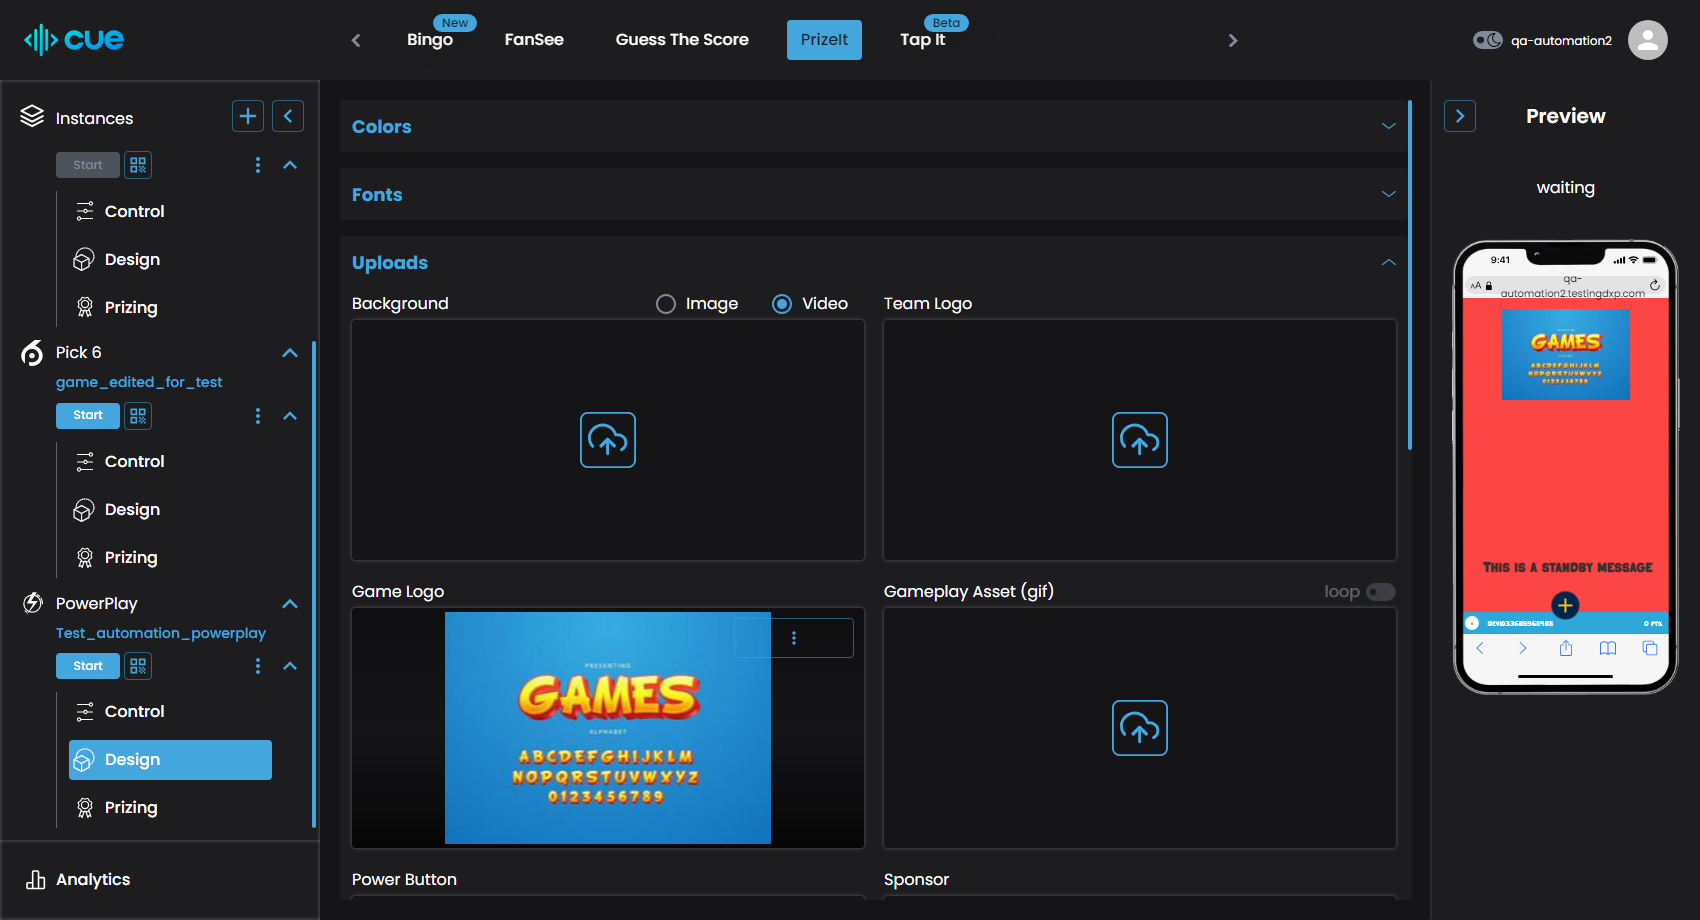 cue
Bingo
New
FanSee
Guess The Score
PrizeIt
Tap It
Beta
qa-automation2
Instances
Start
Control
Design
Prizing
Pick 6
game_edited_for_test
Start
Control
Design
Prizing
PowerPlay
Test_automation_powerplay
Start
Control
Design
Prizing
Analytics
Colors
Fonts
Uploads
Background
Image
Video
Team Logo
Game Logo
PRESENTING
GAMES
ALPHABET
ABCDEFGHIJKLM
NOPQRSTUVWXYZ
0123456789
Gameplay Asset (gif)
loop
Power Button
Sponsor
Preview
waiting
9:41
AA
qa-
automation2.testingdxp.com
GAMES
ABCDEFGHIJKLM
NOPQRSTUVWXYZ
0123456789
This is a standby message
0 PTS.